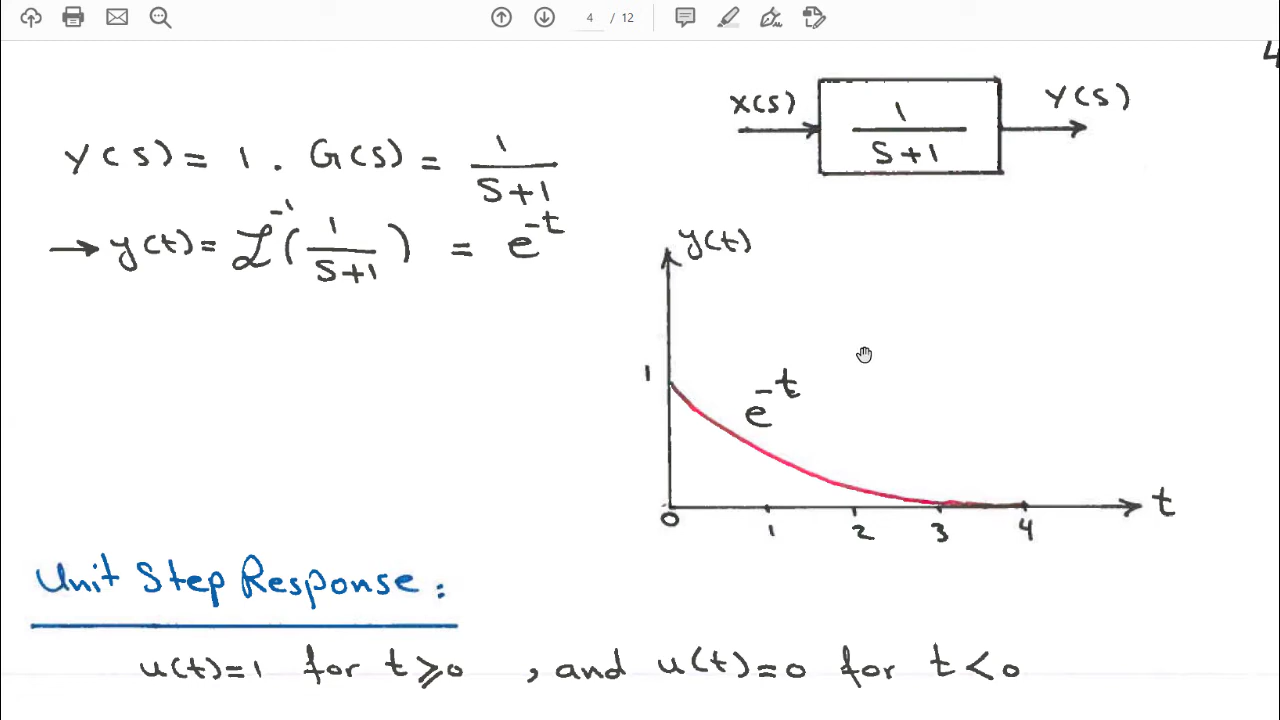 4 / 12
4
X(s) 1/(s+1) Y(s)
Y(s) = 1 . G(s) = 1/(s+1)
→ y(t) = ℒ⁻¹(1/(s+1)) = e^-t
y(t)
1
e^-t
0 1 2 3 4 t
Unit Step Response:
u(t)=1 for t≥0 , and u(t)=0 for t<0